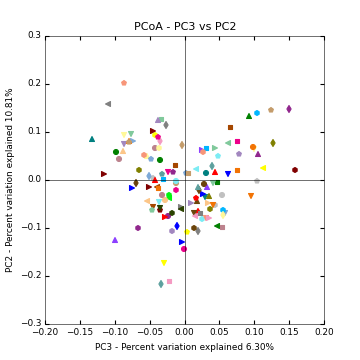 PCoA - PC3 vs PC2
0.3
0.2
0.1
0.0
−0.1
−0.2
−0.3
PC2 - Percent variation explained 10.81%
−0.20 −0.15 −0.10 −0.05 0.00 0.05 0.10 0.15 0.20
PC3 - Percent variation explained 6.30%